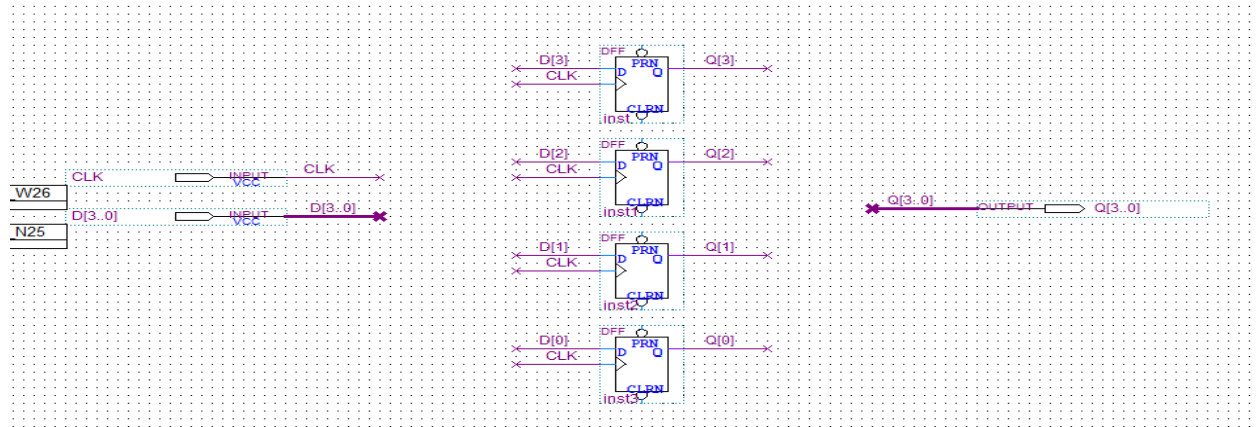 CLK
INPUT
VCC
CLK
W26
D[3..0]
INPUT
VCC
D[3..0]
N25
DFF
D[3]
CLK
PRN
D
Q
CLRN
inst
Q[3]
DFF
D[2]
CLK
PRN
D
Q
CLRN
inst1
Q[2]
DFF
D[1]
CLK
PRN
D
Q
CLRN
inst2
Q[1]
DFF
D[0]
CLK
PRN
D
Q
CLRN
inst3
Q[0]
Q[3..0]
OUTPUT
Q[3..0]